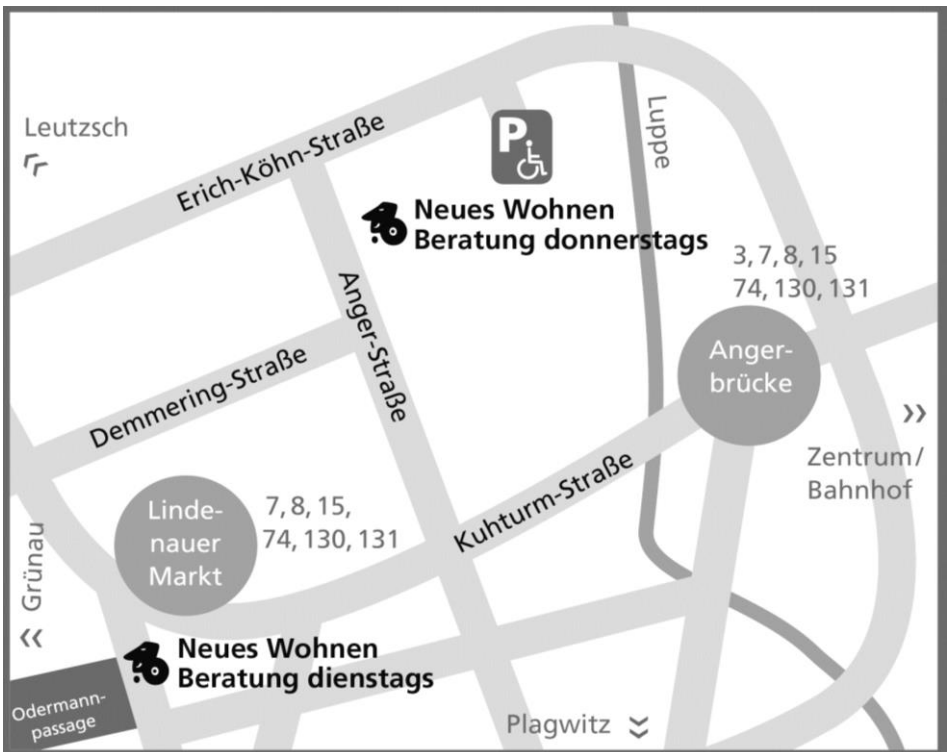 Leutzsch
Erich-Köhn-Straße
P
Luppe
Neues Wohnen
Beratung donnerstags
3, 7, 8, 15
74, 130, 131
Anger-Straße
Anger-
brücke
Demmering-Straße
Zentrum/
Bahnhof
Kuhturm-Straße
Linde-
nauer
Markt
7, 8, 15,
74, 130, 131
Grünau
Neues Wohnen
Beratung dienstags
Odermann-
passage
Plagwitz